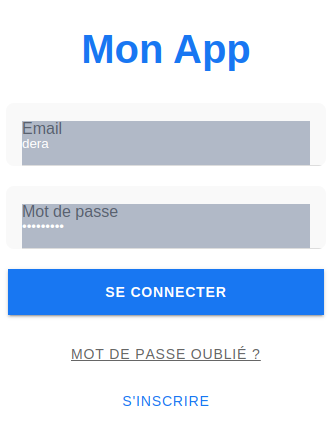 Mon App
Email
dera
Mot de passe
•••••••••
SE CONNECTER
MOT DE PASSE OUBLIÉ ?
S'INSCRIRE